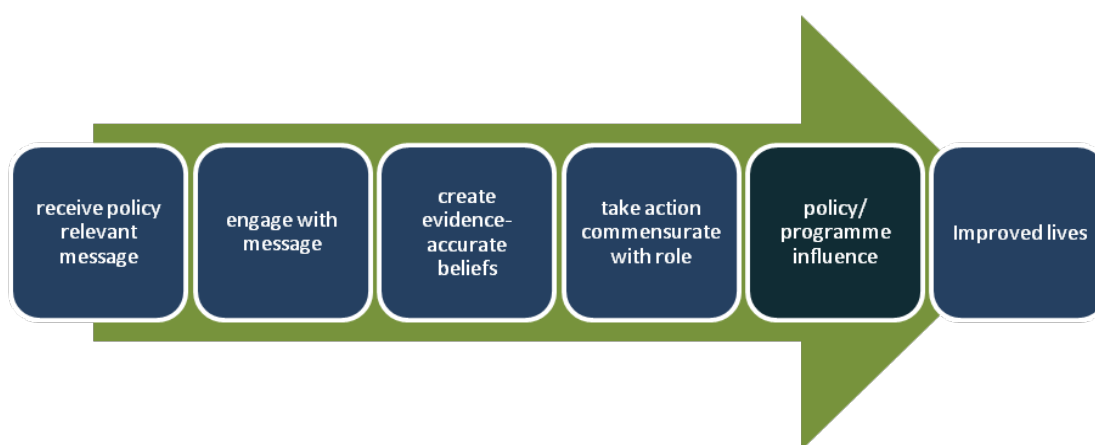 receive policy
relevant
message
engage with
message
create
evidence-
accurate
beliefs
take action
commensurate
with role
policy/
programme
influence
Improved lives